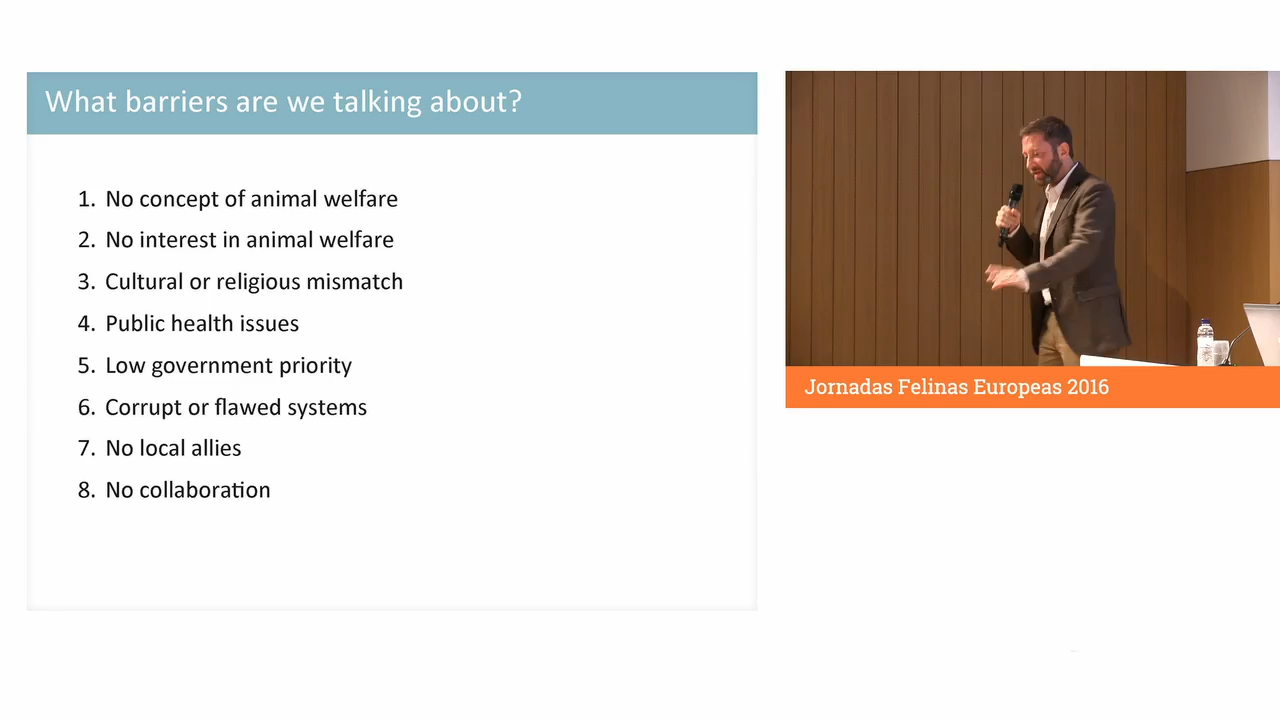 What barriers are we talking about?
1. No concept of animal welfare
2. No interest in animal welfare
3. Cultural or religious mismatch
4. Public health issues
5. Low government priority
6. Corrupt or flawed systems
7. No local allies
8. No collaboration
Jornadas Felinas Europeas 2016